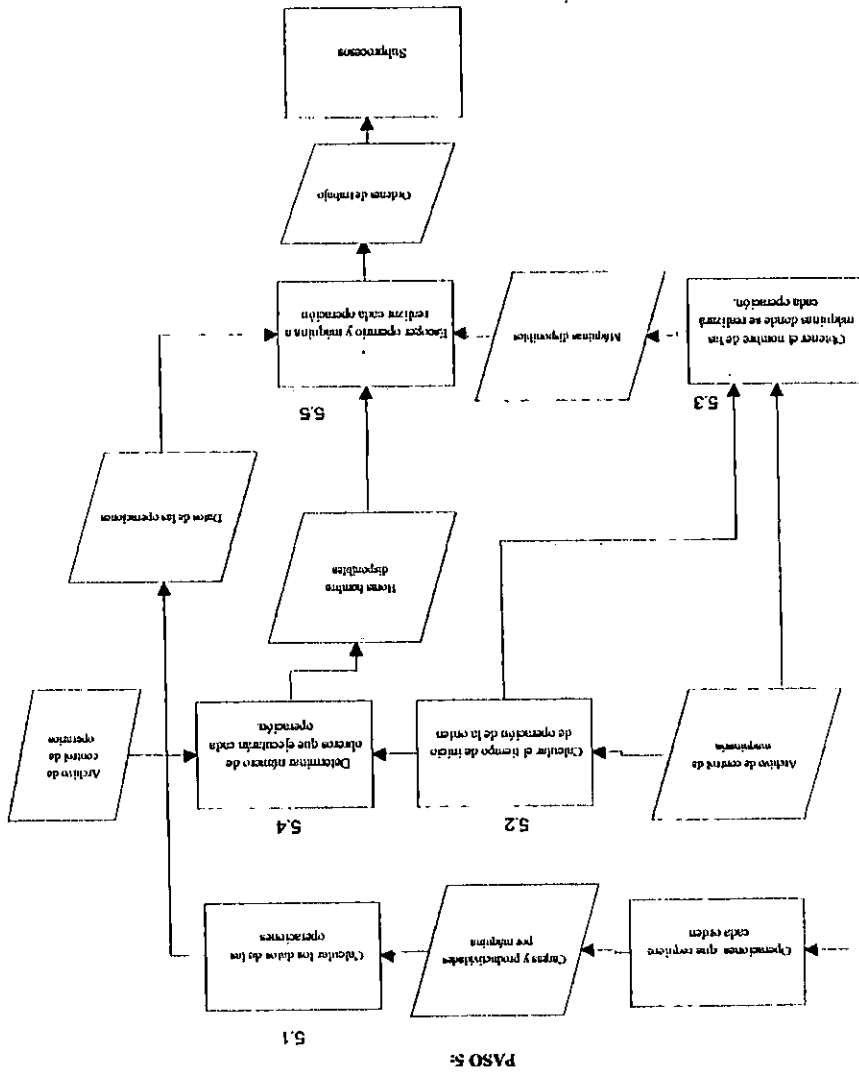 PASO 5:
5.1
Operaciones que requiere
cada orden
Cargas y productividades
por máquina
Calcular los datos de las
operaciones
5.2
5.4
Archivo de control de
maquinaria
Calcular el tiempo de inicio
de operación de la orden
Determinar número de
obreros que ejecutarán cada
operación.
Archivo de
control de
operarios
Horas hombre
disponibles
Datos de las operaciones
5.3
5.5
Obtener el nombre de las
máquinas donde se realizará
cada operación.
Máquinas disponibles
Escoger operario y máquina a
realizar cada operación
Ordenes de trabajo
Subprocesos